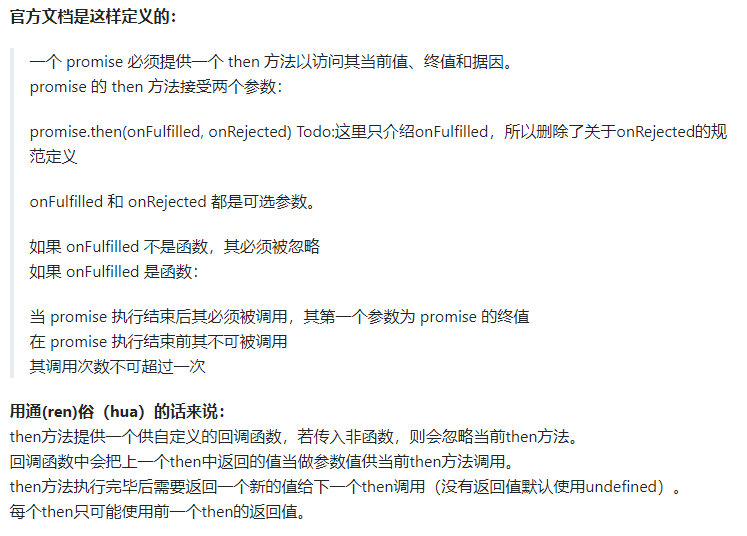 官方文档是这样定义的：
一个 promise 必须提供一个 then 方法以访问其当前值、终值和据因。
promise 的 then 方法接受两个参数：
promise.then(onFulfilled, onRejected) Todo:这里只介绍onFulfilled，所以删除了关于onRejected的规
范定义
onFulfilled 和 onRejected 都是可选参数。
如果 onFulfilled 不是函数，其必须被忽略
如果 onFulfilled 是函数：
当 promise 执行结束后其必须被调用，其第一个参数为 promise 的终值
在 promise 执行结束前其不可被调用
其调用次数不可超过一次
用通(ren)俗（hua）的话来说：
then方法提供一个供自定义的回调函数，若传入非函数，则会忽略当前then方法。
回调函数中会把上一个then中返回的值当做参数值供当前then方法调用。
then方法执行完毕后需要返回一个新的值给下一个then调用（没有返回值默认使用undefined）。
每个then只可能使用前一个then的返回值。